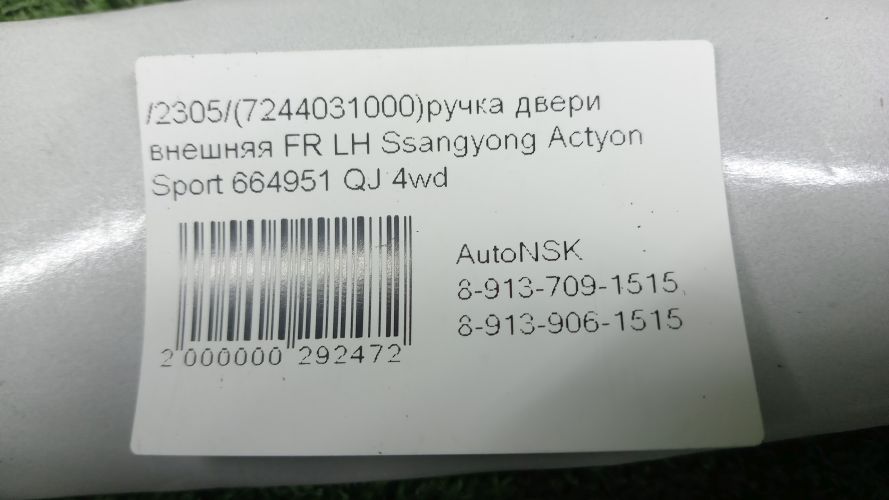 /2305/(7244031000)ручка двери
внешняя FR LH Ssangyong Actyon
Sport 664951 QJ 4wd
AutoNSK
8-913-709-1515,
8-913-906-1515
2 000000 292472